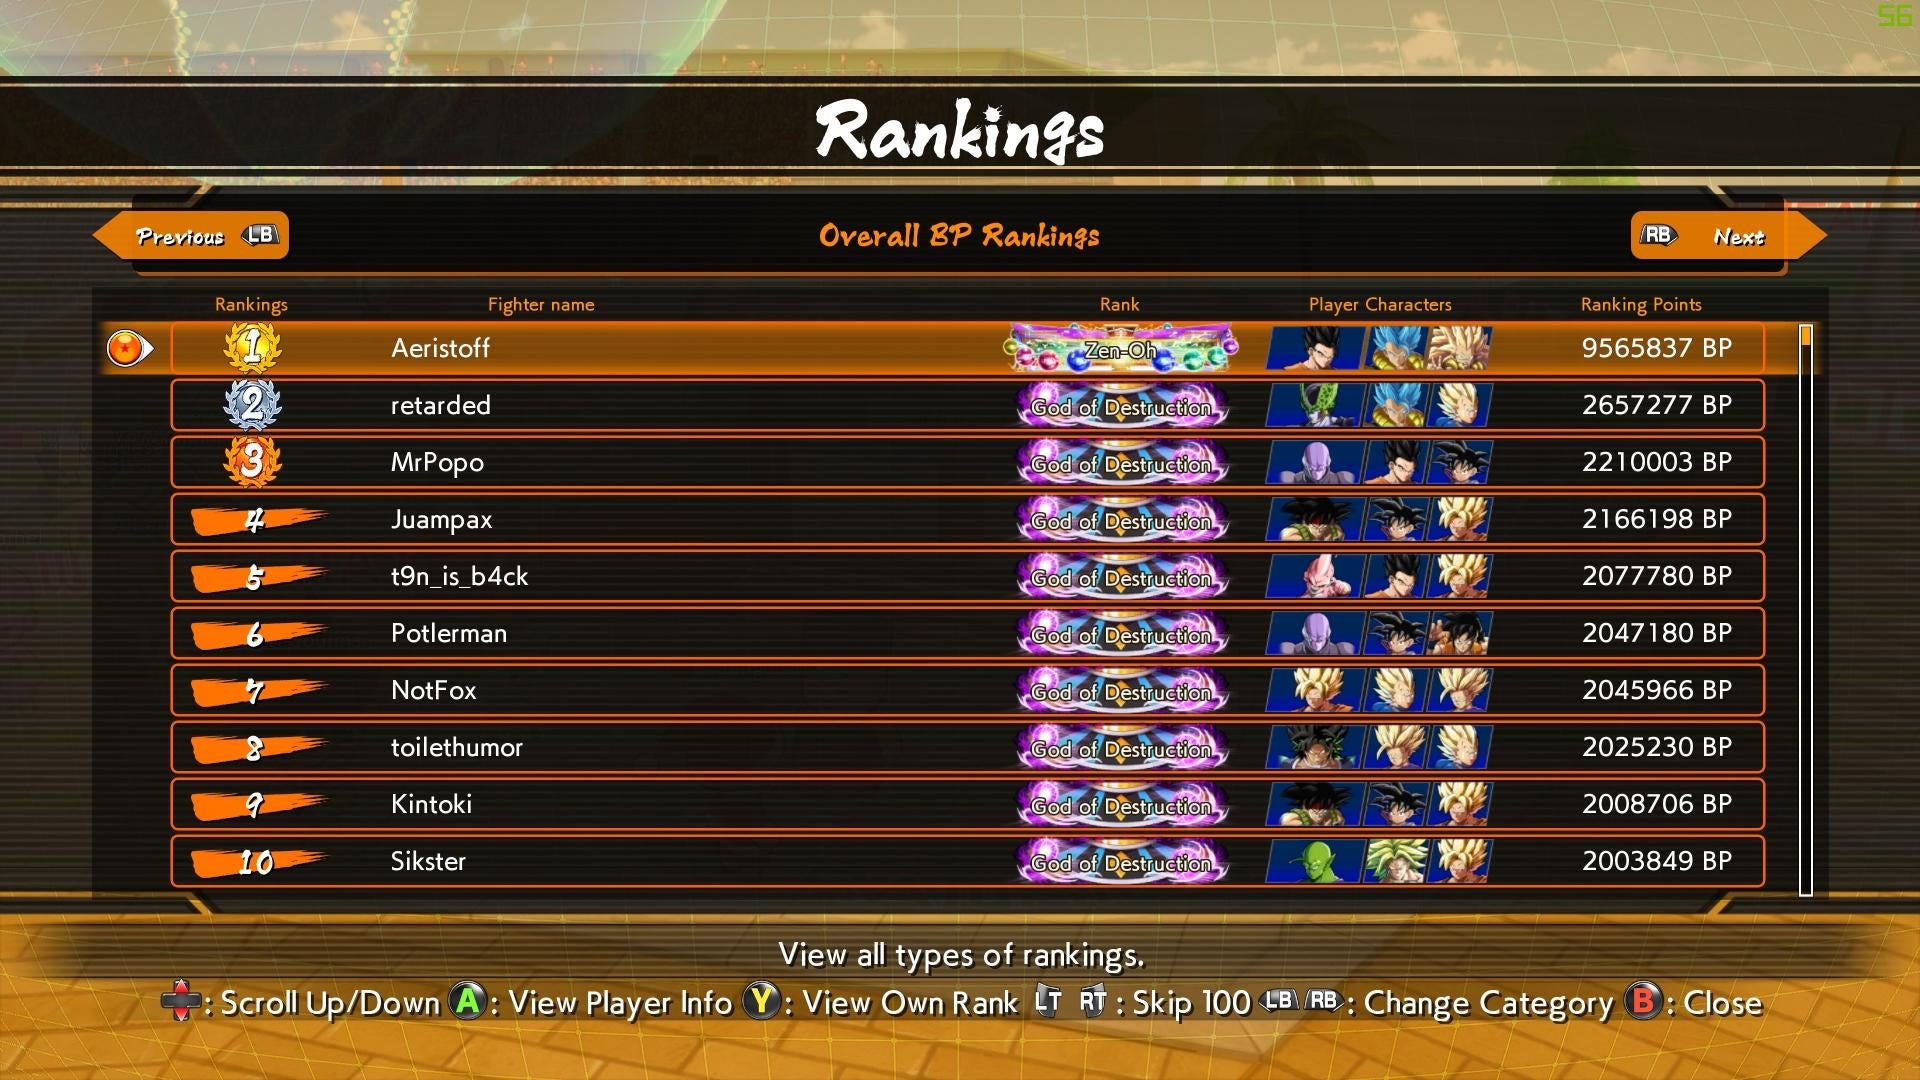 56
Rankings
Previous LB Overall BP Rankings RB Next
Rankings Fighter name Rank Player Characters Ranking Points
1 Aeristoff Zen-Oh 9565837 BP
2 retarded God of Destruction 2657277 BP
3 MrPopo God of Destruction 2210003 BP
4 Juampax God of Destruction 2166198 BP
5 t9n_is_b4ck God of Destruction 2077780 BP
6 Potlerman God of Destruction 2047180 BP
7 NotFox God of Destruction 2045966 BP
8 toilethumor God of Destruction 2025230 BP
9 Kintoki God of Destruction 2008706 BP
10 Sikster God of Destruction 2003849 BP
View all types of rankings.
: Scroll Up/Down A : View Player Info Y : View Own Rank LT RT : Skip 100 LB / RB : Change Category B : Close